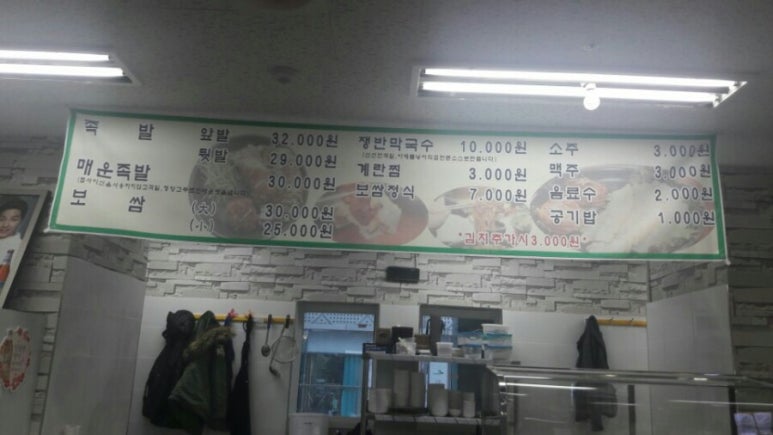 족 발 앞발 32.000원
뒷발 29.000원
매운족발 30.000원
보 쌈 (大) 30.000원
(小) 25.000원
쟁반막국수 10.000원
계란찜 3.000원
보쌈정식 7.000원
소주 3.000원
맥주 3.000원
음료수 2.000원
공기밥 1.000원
*김치추가시3.000원*